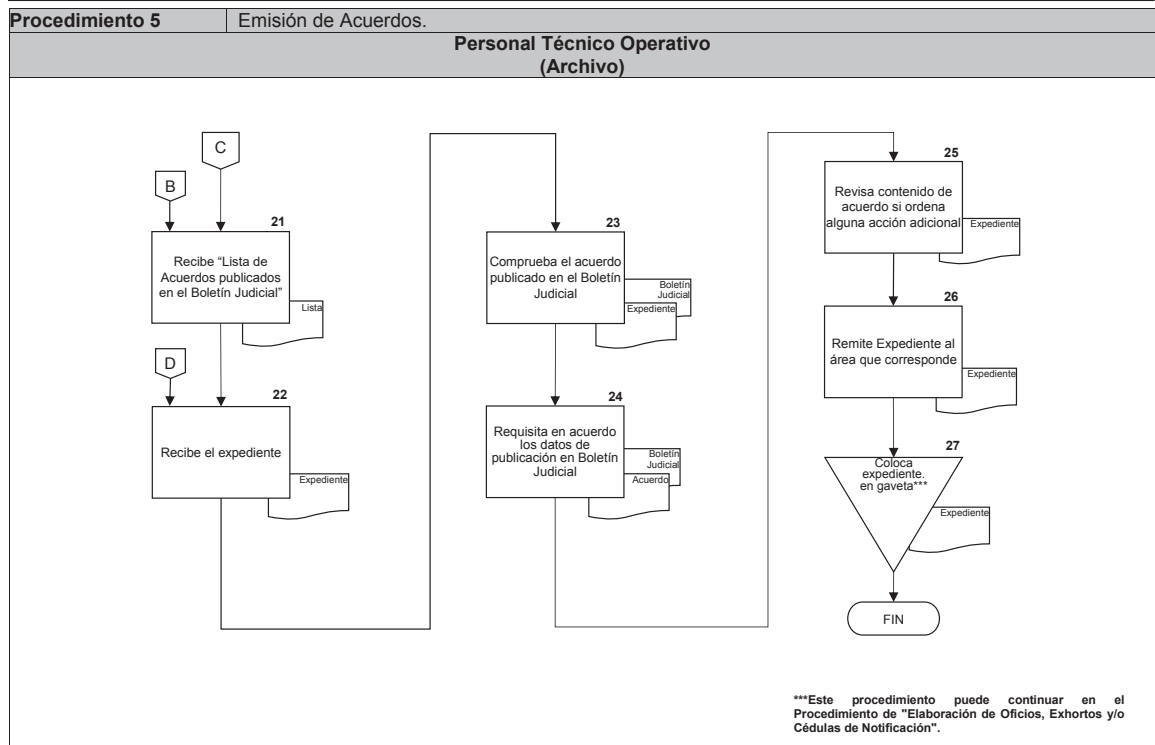 Procedimiento 5 Emisión de Acuerdos.
Personal Técnico Operativo
(Archivo)
C
B
21
Recibe “Lista de
Acuerdos publicados
en el Boletín Judicial”
Lista
D
22
Recibe el expediente
Expediente
23
Comprueba el acuerdo
publicado en el Boletín
Judicial
Boletín
Judicial
Expediente
24
Requisita en acuerdo
los datos de
publicación en Boletín
Judicial
Boletín
Judicial
Acuerdo
25
Revisa contenido de
acuerdo si ordena
alguna acción adicional
Expediente
26
Remite Expediente al
área que corresponde
Expediente
27
Coloca
expediente.
en gaveta***
Expediente
FIN
***Este procedimiento puede continuar en el
Procedimiento de "Elaboración de Oficios, Exhortos y/o
Cédulas de Notificación".